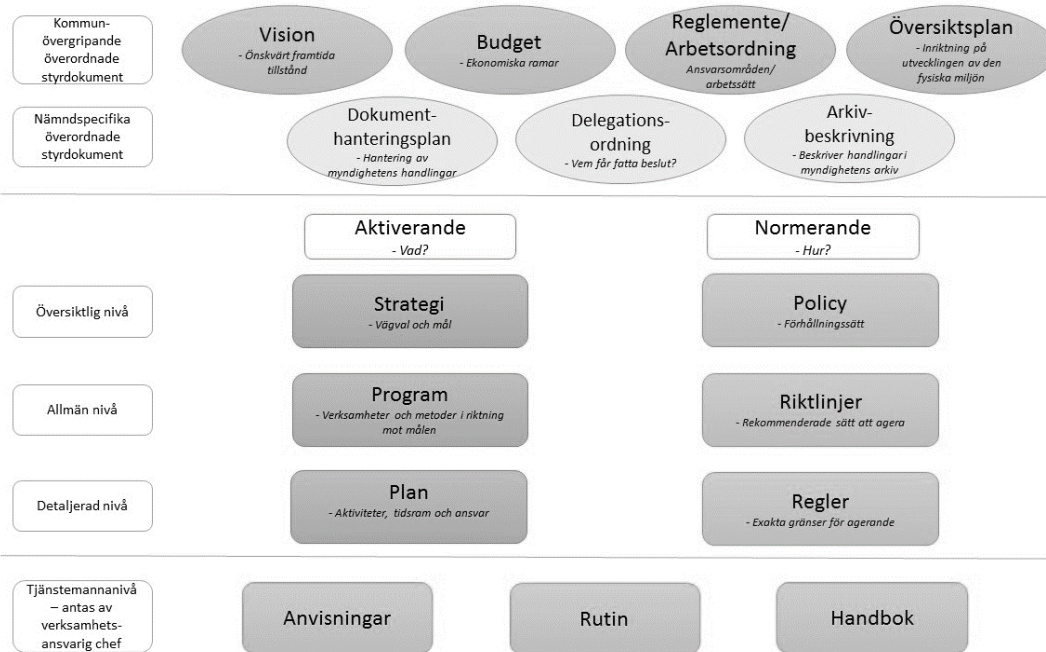 Kommun-
övergripande
överordnade
styrdokument
Vision
- Önskvärt framtida
tillstånd
Budget
- Ekonomiska ramar
Reglemente/
Arbetsordning
Ansvarsområden/
arbetssätt
Översiktsplan
- Inriktning på
utvecklingen av den
fysiska miljön
Nämndspecifika
överordnade
styrdokument
Dokument-
hanteringsplan
- Hantering av
myndighetens handlingar
Delegations-
ordning
- Vem får fatta beslut?
Arkiv-
beskrivning
- Beskriver handlingar i
myndighetens arkiv
Aktiverande
- Vad?
Normerande
- Hur?
Översiktlig nivå
Strategi
- Vägval och mål
Policy
- Förhållningssätt
Allmän nivå
Program
- Verksamheter och metoder i riktning
mot målen
Riktlinjer
- Rekommenderade sätt att agera
Detaljerad nivå
Plan
- Aktiviteter, tidsram och ansvar
Regler
- Exakta gränser för agerande
Tjänstemannanivå
– antas av
verksamhets-
ansvarig chef
Anvisningar
Rutin
Handbok